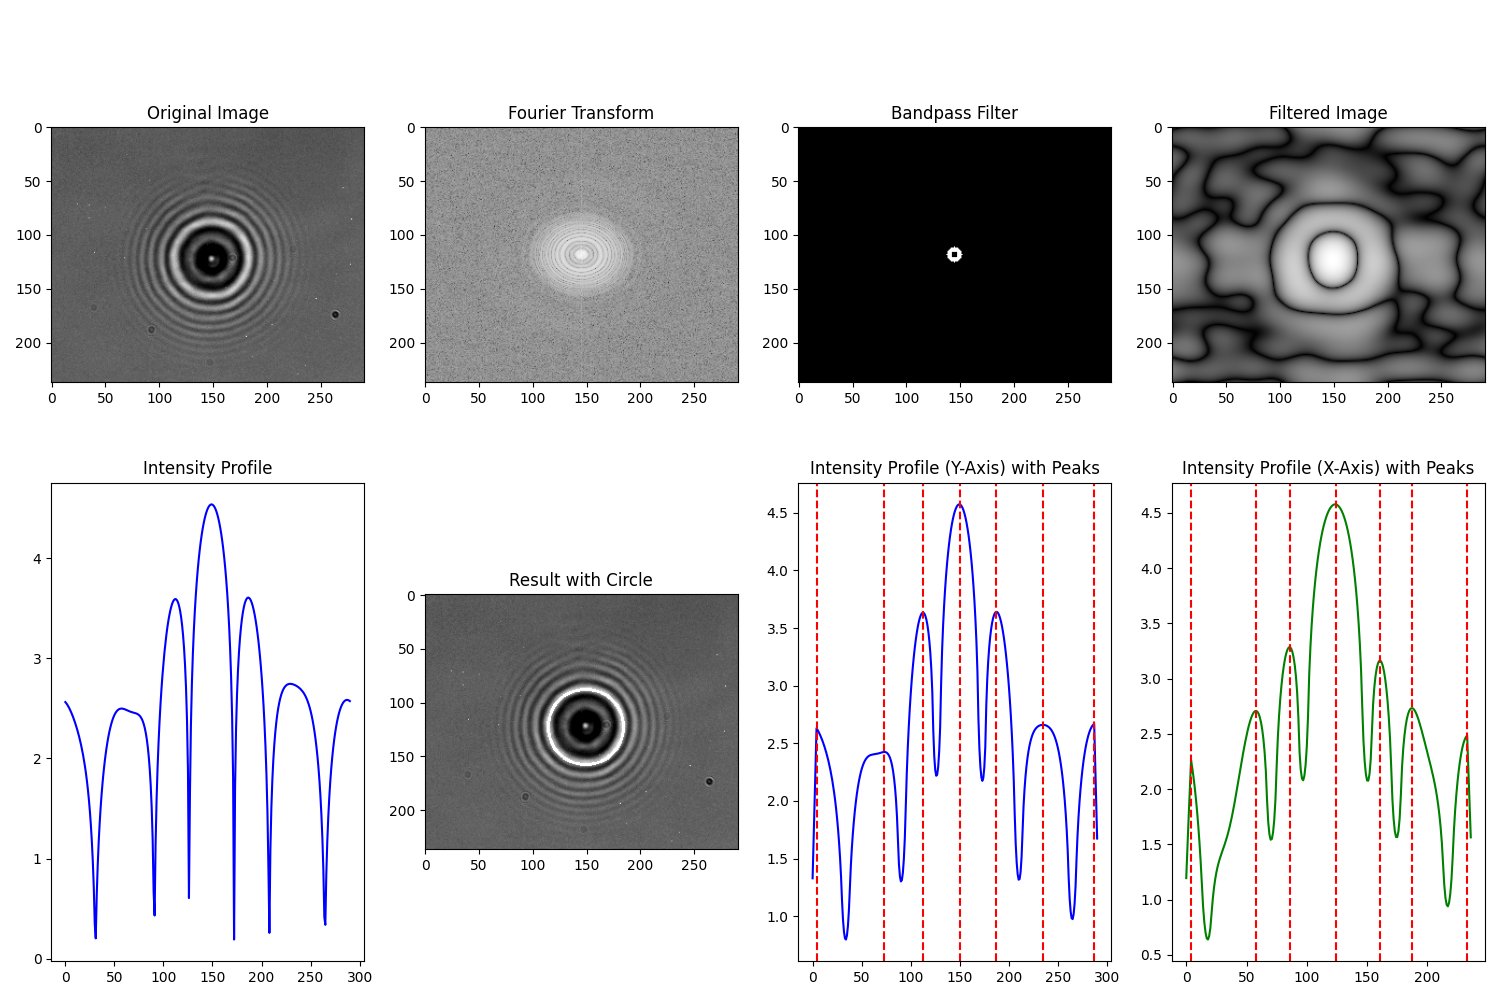 Original Image
Fourier Transform
Bandpass Filter
Filtered Image
0
50
100
150
200
0 50 100 150 200 250
0
50
100
150
200
0 50 100 150 200 250
0
50
100
150
200
0 50 100 150 200 250
0
50
100
150
200
0 50 100 150 200 250
Intensity Profile
4
3
2
1
0
0 50 100 150 200 250 300
Result with Circle
0
50
100
150
200
0 50 100 150 200 250
Intensity Profile (Y-Axis) with Peaks
4.5
4.0
3.5
3.0
2.5
2.0
1.5
1.0
0 50 100 150 200 250 300
Intensity Profile (X-Axis) with Peaks
4.5
4.0
3.5
3.0
2.5
2.0
1.5
1.0
0.5
0 50 100 150 200